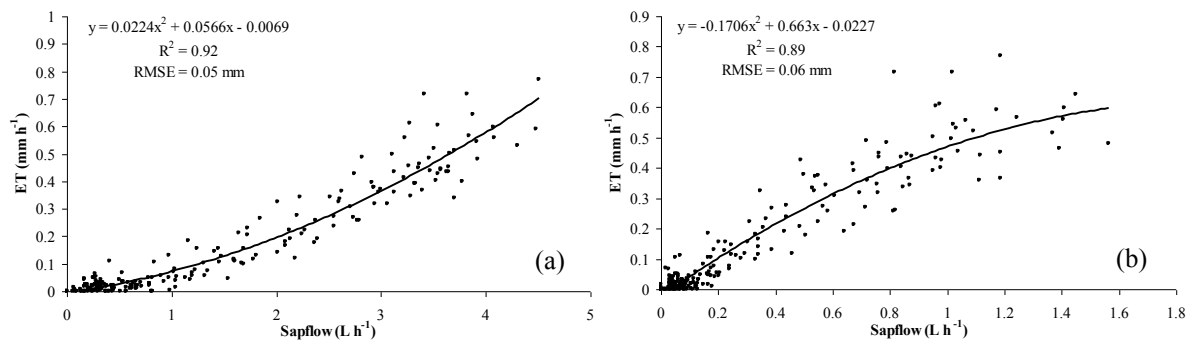 y = 0.0224x² + 0.0566x - 0.0069
R² = 0.92
RMSE = 0.05 mm
ET (mm h⁻¹)
1
0.9
0.8
0.7
0.6
0.5
0.4
0.3
0.2
0.1
0
0 1 2 3 4 5
Sapflow (L h⁻¹)
(a)
y = -0.1706x² + 0.663x - 0.0227
R² = 0.89
RMSE = 0.06 mm
ET (mm h⁻¹)
0.9
0.8
0.7
0.6
0.5
0.4
0.3
0.2
0.1
0
0 0.2 0.4 0.6 0.8 1.0 1.2 1.4 1.6 1.8
Sapflow (L h⁻¹)
(b)